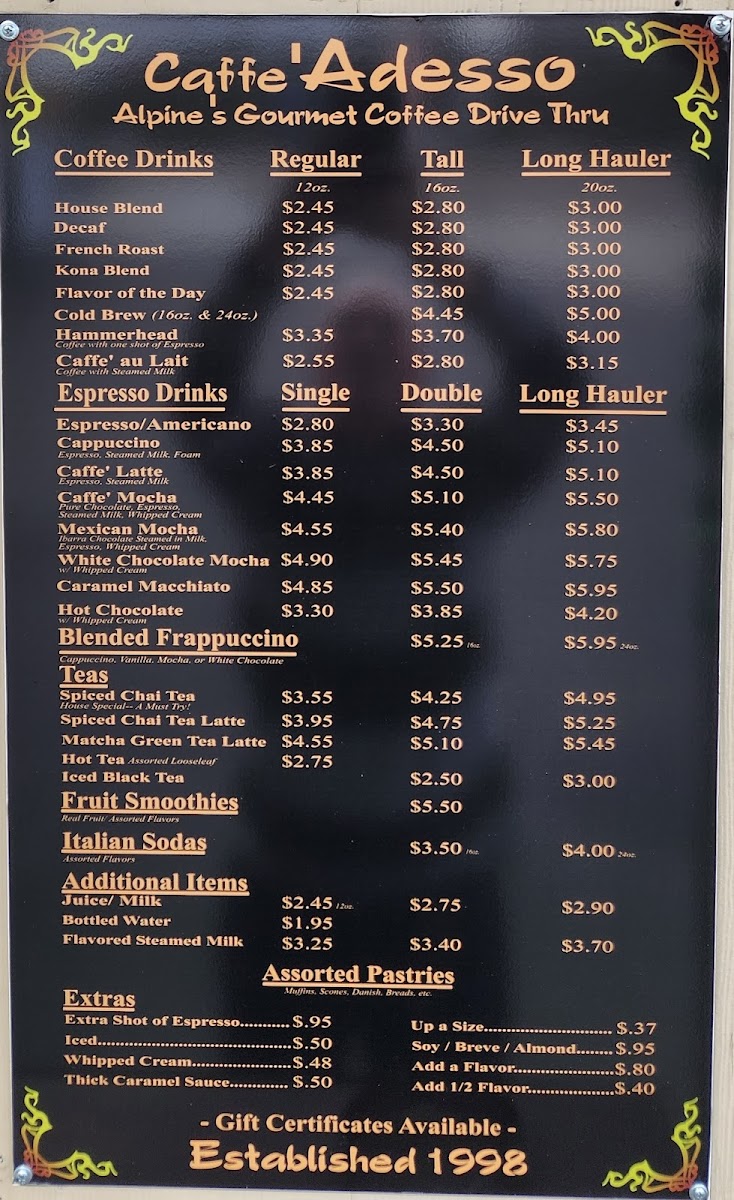 Caffe'Adesso
Alpine's Gourmet Coffee Drive Thru
Coffee Drinks Regular Tall Long Hauler
12oz. 16oz. 20oz.
House Blend $2.45 $2.80 $3.00
Decaf $2.45 $2.80 $3.00
French Roast $2.45 $2.80 $3.00
Kona Blend $2.45 $2.80 $3.00
Flavor of the Day $2.45 $2.80 $3.00
Cold Brew (16oz. & 24oz.) $4.45 $5.00
Hammerhead $3.35 $3.70 $4.00
Coffee with one shot of Espresso
Caffe' au Lait $2.55 $2.80 $3.15
Coffee with Steamed Milk
Espresso Drinks Single Double Long Hauler
Espresso/Americano $2.80 $3.30 $3.45
Cappuccino $3.85 $4.50 $5.10
Espresso, Steamed Milk, Foam
Caffe' Latte $3.85 $4.50 $5.10
Espresso, Steamed Milk
Caffe' Mocha $4.45 $5.10 $5.50
Pure Chocolate, Espresso,
Steamed Milk, Whipped Cream
Mexican Mocha $4.55 $5.40 $5.80
Ibarra Chocolate Steamed in Milk,
Espresso, Whipped Cream
White Chocolate Mocha $4.90 $5.45 $5.75
w/ Whipped Cream
Caramel Macchiato $4.85 $5.50 $5.95
Hot Chocolate $3.30 $3.85 $4.20
w/ Whipped Cream
Blended Frappuccino $5.25 16oz. $5.95 24oz.
Cappuccino, Vanilla, Mocha, or White Chocolate
Teas
Spiced Chai Tea $3.55 $4.25 $4.95
House Special-- A Must Try!
Spiced Chai Tea Latte $3.95 $4.75 $5.25
Matcha Green Tea Latte $4.55 $5.10 $5.45
Hot Tea Assorted Looseleaf $2.75
Iced Black Tea $2.50 $3.00
Fruit Smoothies $5.50
Real Fruit/ Assorted Flavors
Italian Sodas $3.50 16oz. $4.00 24oz.
Assorted Flavors
Additional Items
Juice/ Milk $2.45 12oz. $2.75 $2.90
Bottled Water $1.95
Flavored Steamed Milk $3.25 $3.40 $3.70
Assorted Pastries
Muffins, Scones, Danish, Breads, etc.
Extras
Extra Shot of Espresso........... $.95
Iced.......................................$.50
Whipped Cream.....................$.48
Thick Caramel Sauce............. $.50
Up a Size............................. $.37
Soy / Breve / Almond........$.95
Add a Flavor......................$.80
Add 1/2 Flavor...................$.40
- Gift Certificates Available -
Established 1998